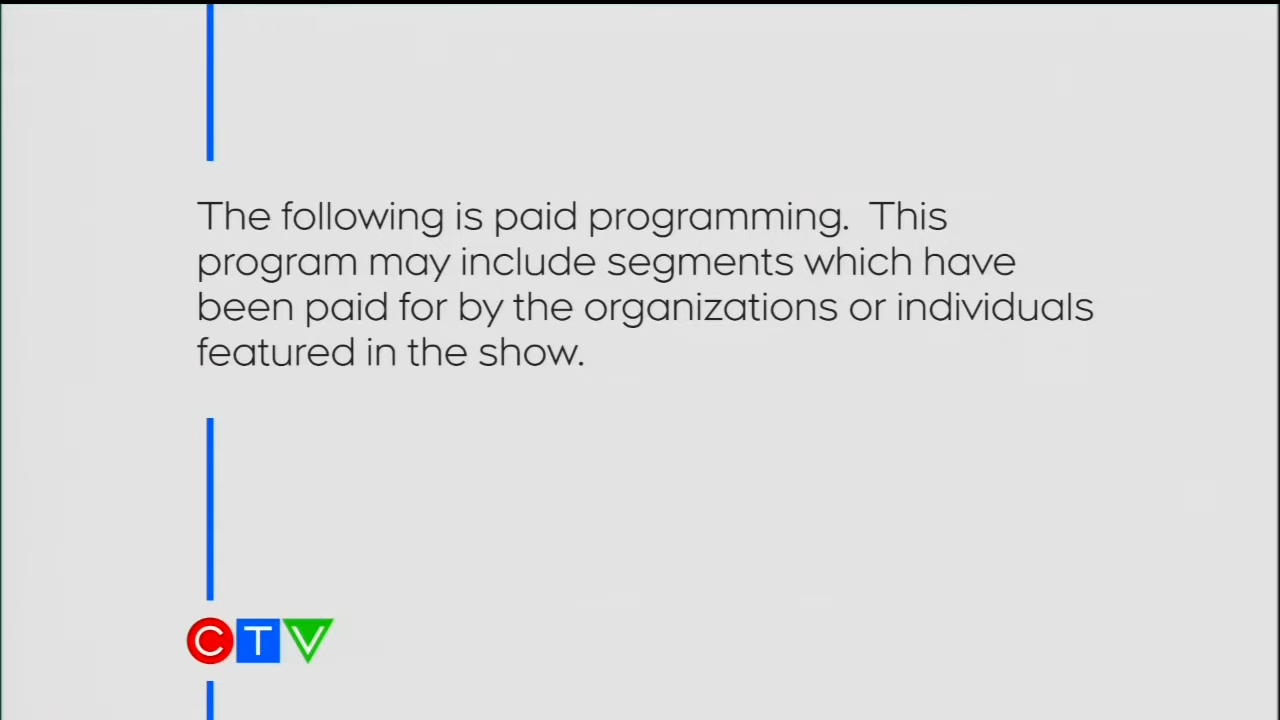 The following is paid programming.  This
program may include segments which have
been paid for by the organizations or individuals
featured in the show.
CTV